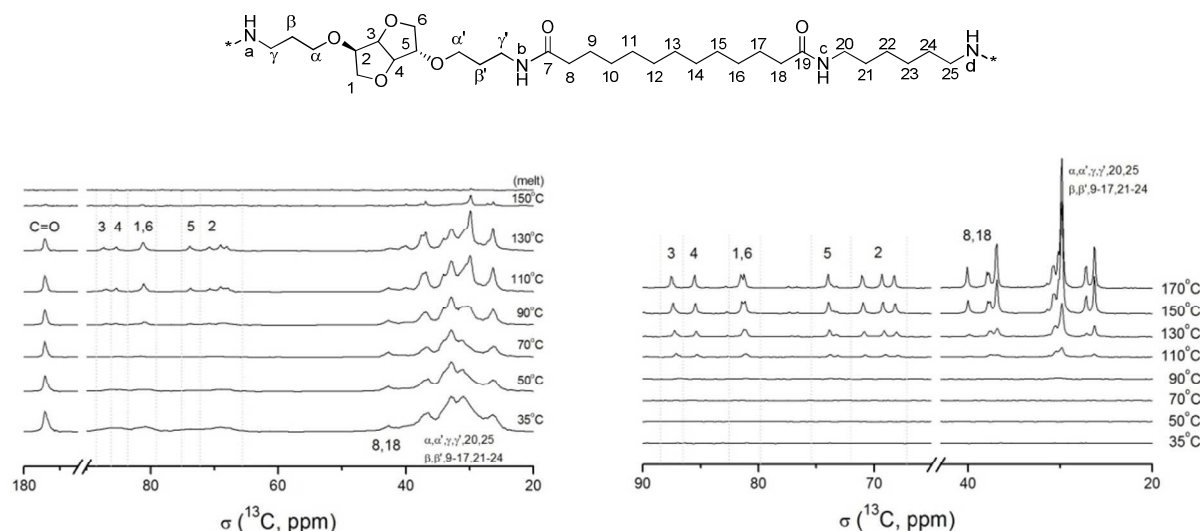 H
N
a
β
γ
O
α
1
2
3
4
5
6
O
O
O
α'
β'
γ'
b
N
H
O
7
8
9
10
11
12
13
14
15
16
17
18
O
19
c
N
H
20
21
22
23
24
25
H
N
d
*
*
(melt)
150°C
C=O 3 4 1,6 5 2
130°C
110°C
90°C
70°C
50°C
35°C
8,18
α,α',γ,γ',20,25
β,β',9-17,21-24
180 80 60 40 20
σ (¹³C, ppm)
α,α',γ,γ',20,25
β,β',9-17,21-24
8,18
3 4 1,6 5 2
170°C
150°C
130°C
110°C
90°C
70°C
50°C
35°C
90 80 70 40 20
σ (¹³C, ppm)